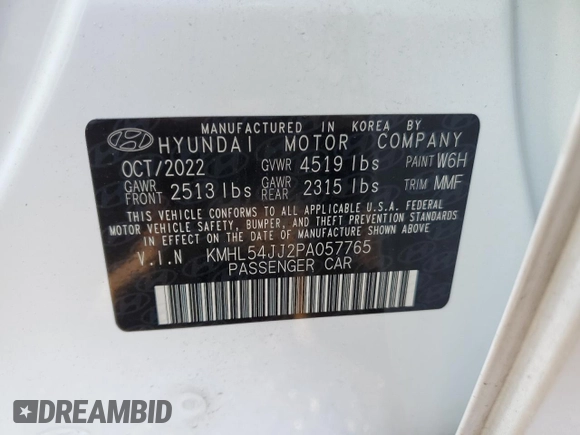 MANUFACTURED IN KOREA BY
HYUNDAI MOTOR COMPANY
OCT/2022 GVWR 4519 lbs PAINT W6H
GAWR FRONT 2513 lbs GAWR REAR 2315 lbs TRIM MMF
THIS VEHICLE CONFORMS TO ALL APPLICABLE U.S.A. FEDERAL
MOTOR VEHICLE SAFETY, BUMPER, AND THEFT PREVENTION STANDARDS
IN EFFECT ON THE DATE OF MANUFACTURE SHOWN ABOVE.
V.I.N KMHL54JJ2PA057765
PASSENGER CAR
DREAMBID